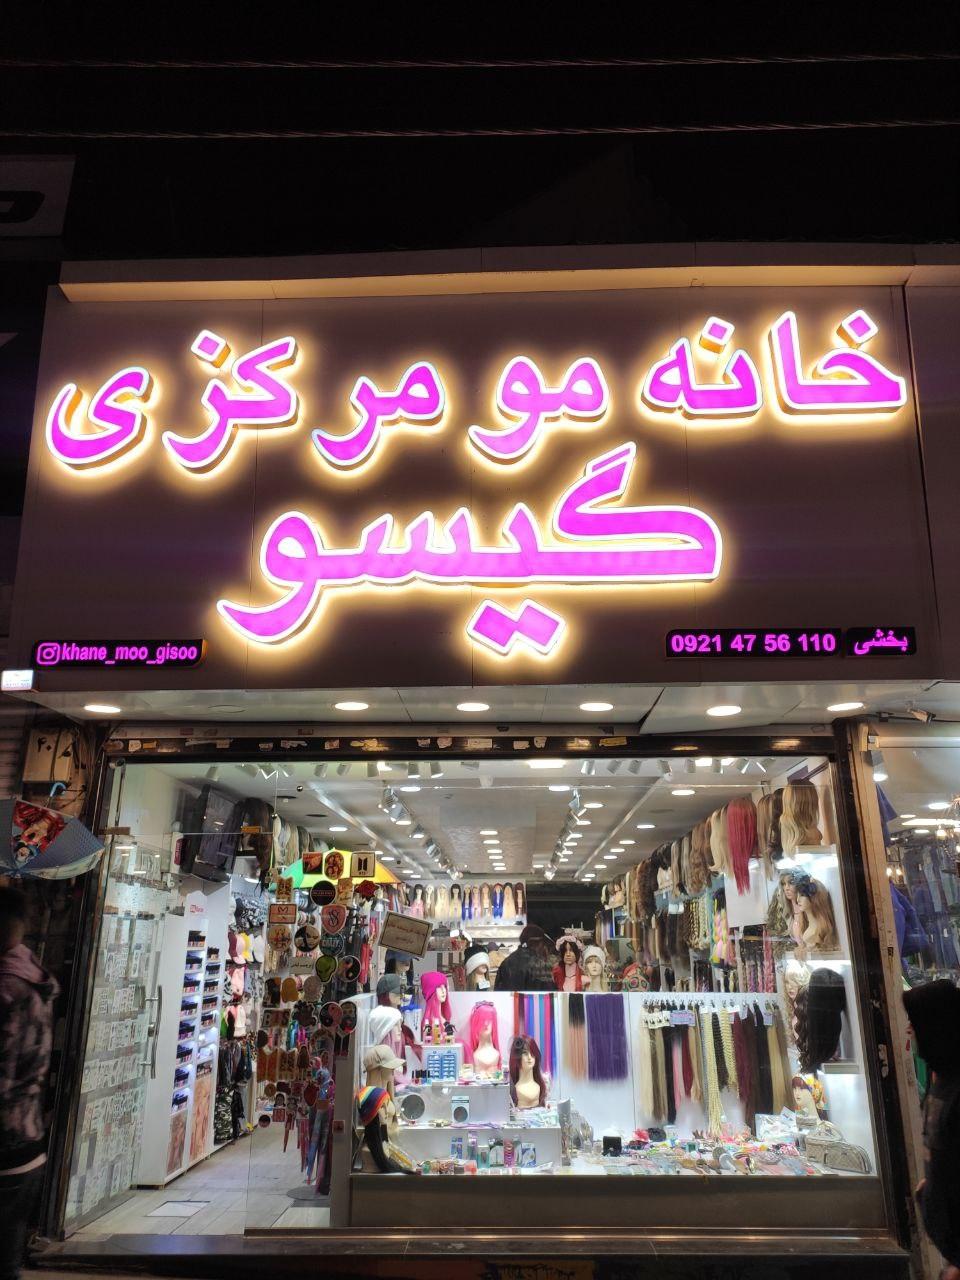 خانه مو مرکزی
گیسو
khane_moo_gisoo
0921 47 56 110 بخشی